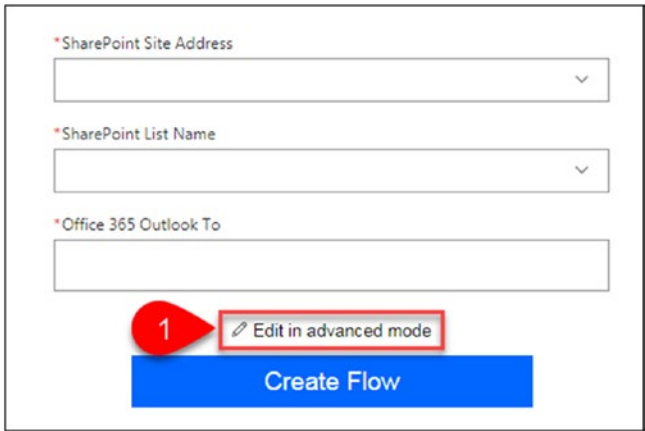 *SharePoint Site Address
*SharePoint List Name
*Office 365 Outlook To
1
Edit in advanced mode
Create Flow